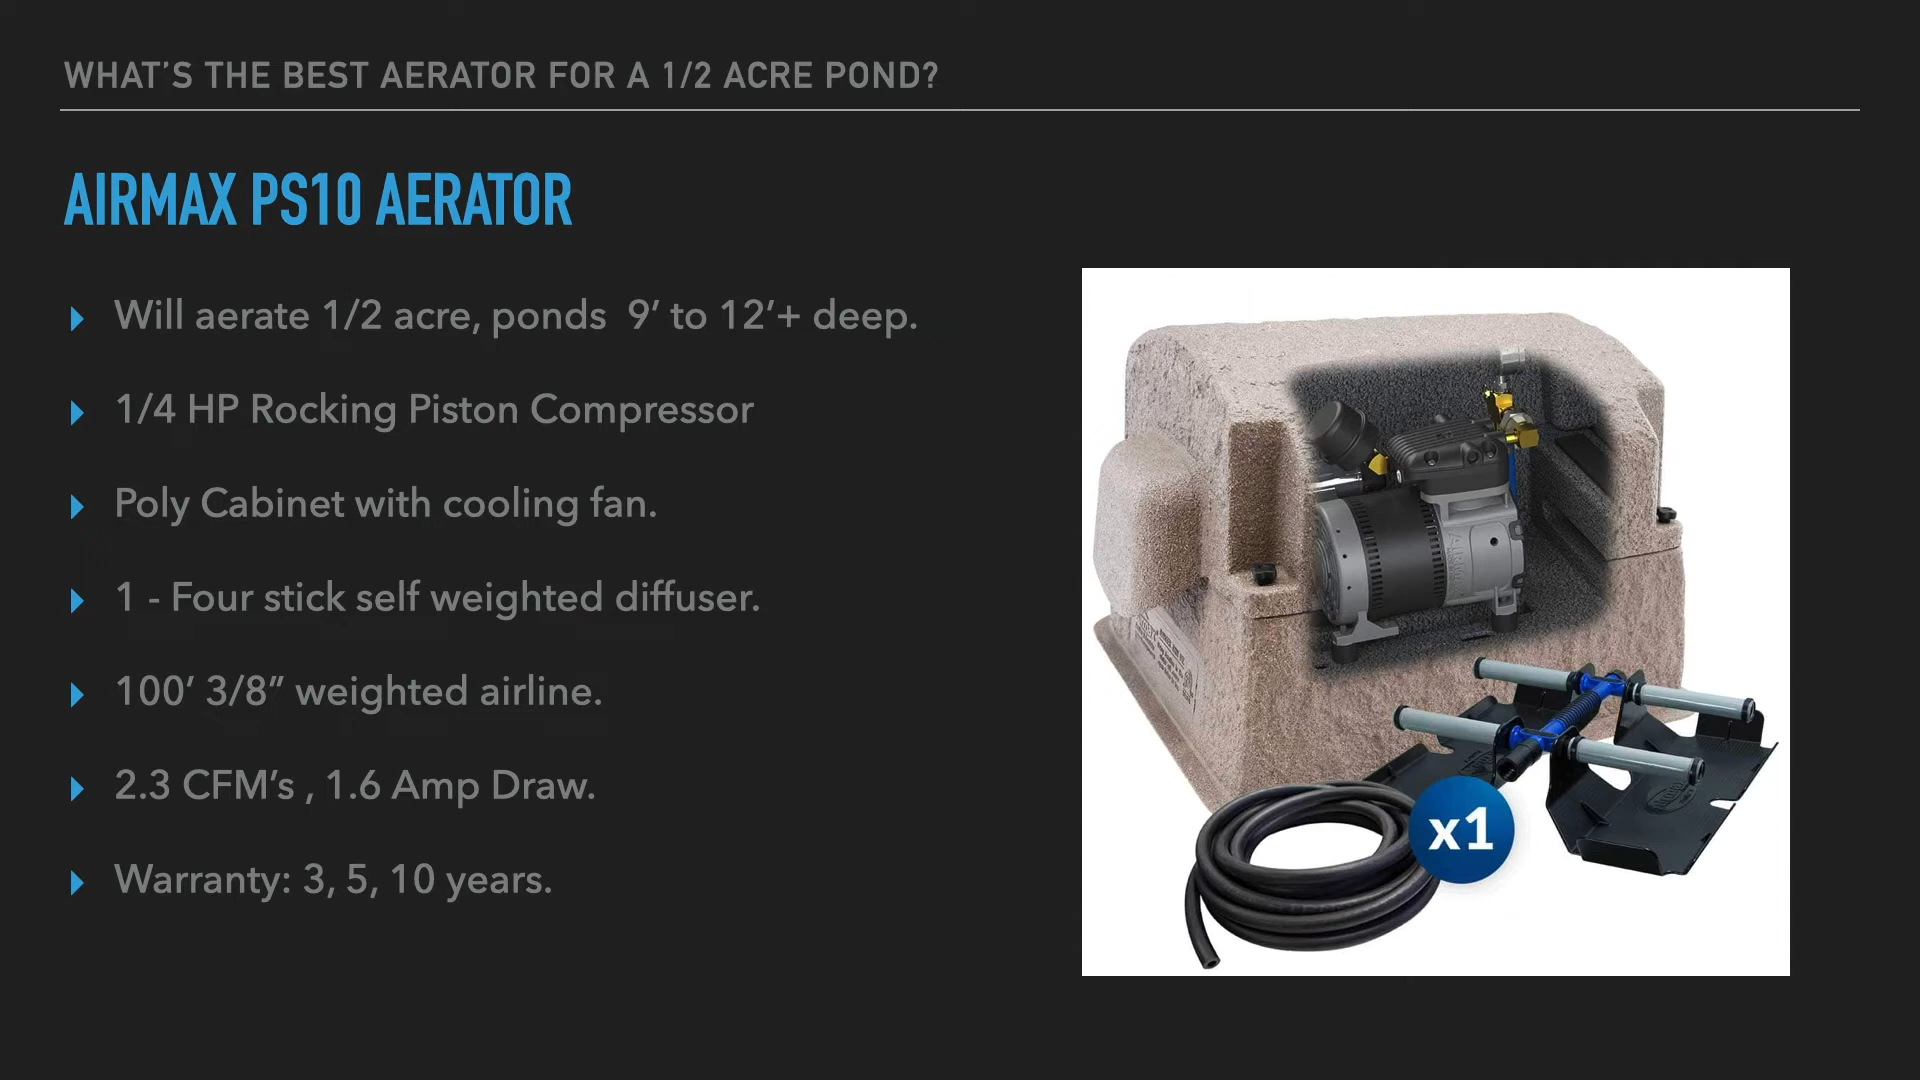 WHAT’S THE BEST AERATOR FOR A 1/2 ACRE POND?
AIRMAX PS10 AERATOR
Will aerate 1/2 acre, ponds  9’ to 12’+ deep.
1/4 HP Rocking Piston Compressor
Poly Cabinet with cooling fan.
1 - Four stick self weighted diffuser.
100’ 3/8” weighted airline.
2.3 CFM’s , 1.6 Amp Draw.
Warranty: 3, 5, 10 years.
x1